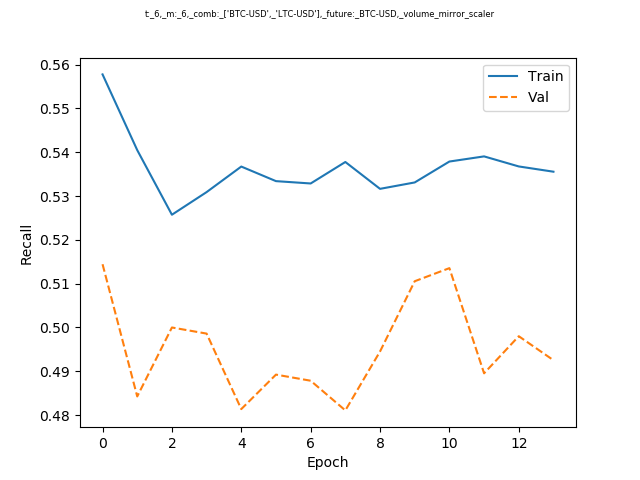 t:_6,_m:_6,_comb:_['BTC-USD',_'LTC-USD'],_future:_BTC-USD,_volume_mirror_scaler
Train
Val
0.56
0.55
0.54
0.53
0.52
0.51
0.50
0.49
0.48
Recall
0 2 4 6 8 10 12
Epoch